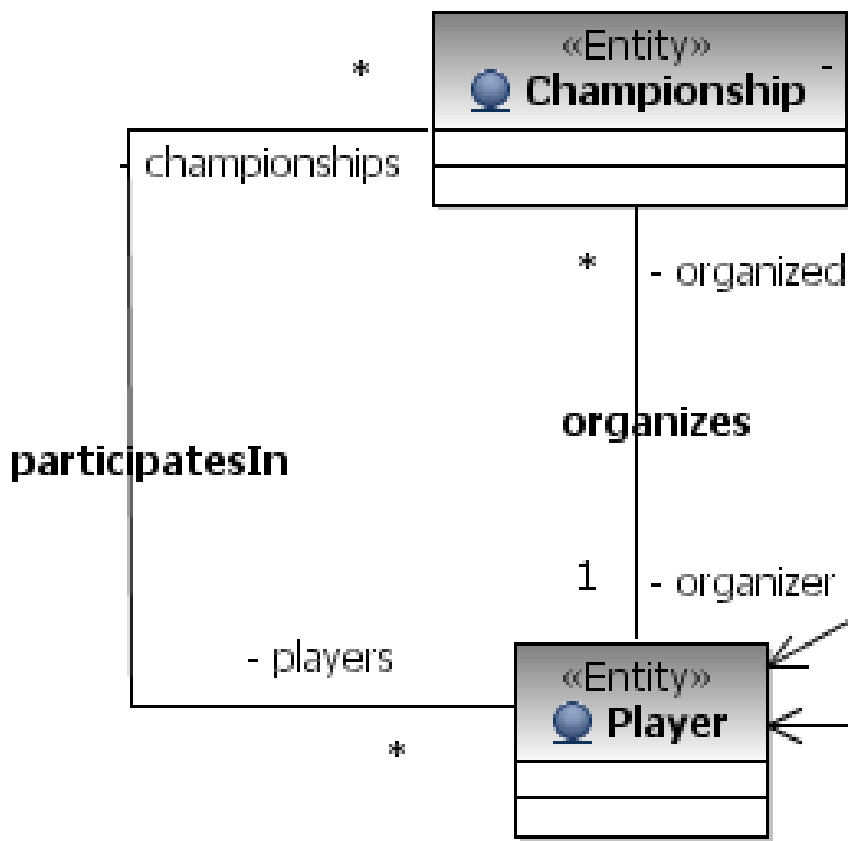 «Entity»
Championship
-
*
- championships
*
- organized
participatesIn
organizes
1
- organizer
- players
*
«Entity»
Player